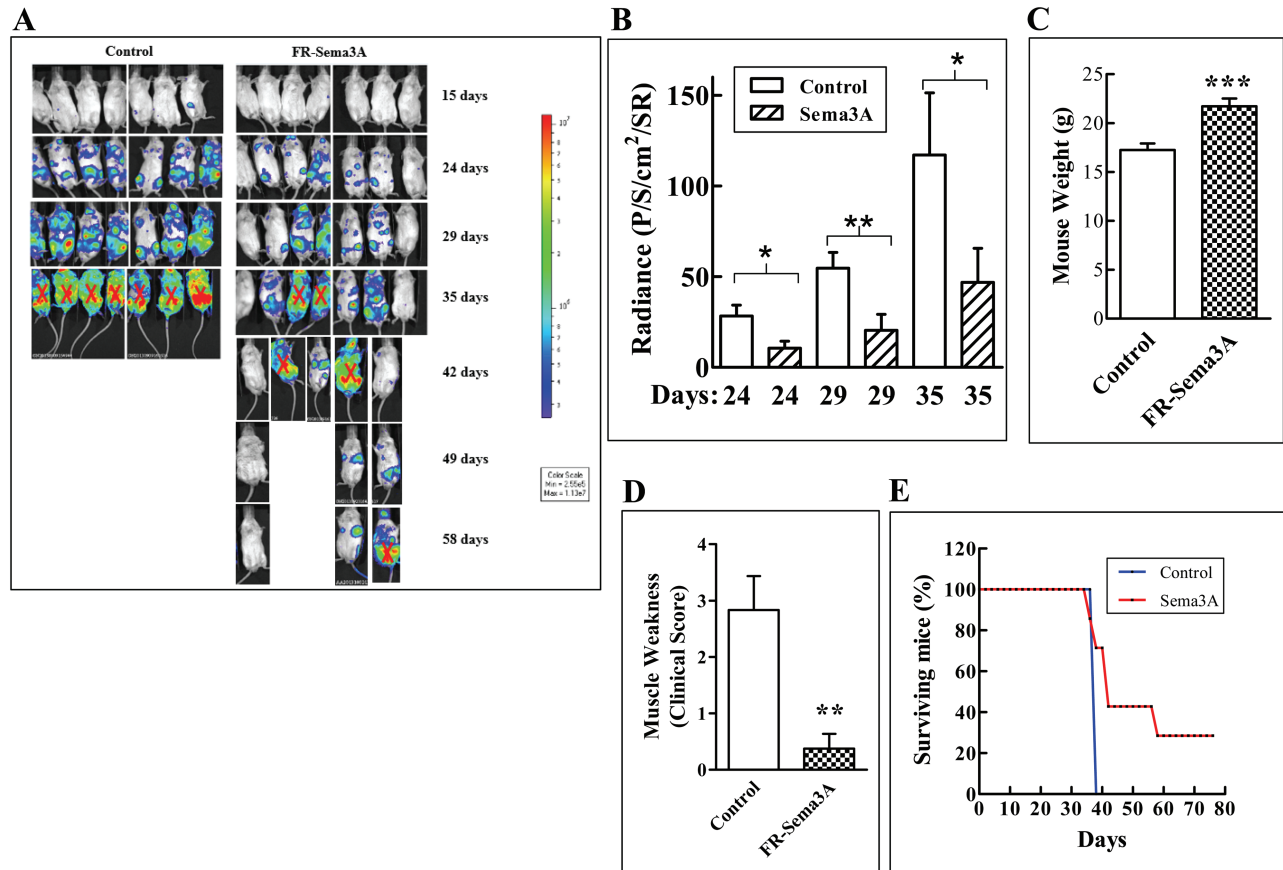 A
Control
FR-Sema3A
15 days
24 days
29 days
35 days
42 days
49 days
58 days
10⁷
10⁶
Color Scale
Min = 2.55e5
Max = 1.13e7
B
Radiance (P/S/cm²/SR)
150
100
50
0
Control
Sema3A
*
**
*
Days: 24 24 29 29 35 35
C
Mouse Weight (g)
25
20
15
10
5
0
***
Control
FR-Sema3A
D
Muscle Weakness
(Clinical Score)
4
3
2
1
0
**
Control
FR-Sema3A
E
Surviving mice (%)
120
100
80
60
40
20
0
Control
Sema3A
0 10 20 30 40 50 60 70 80
Days